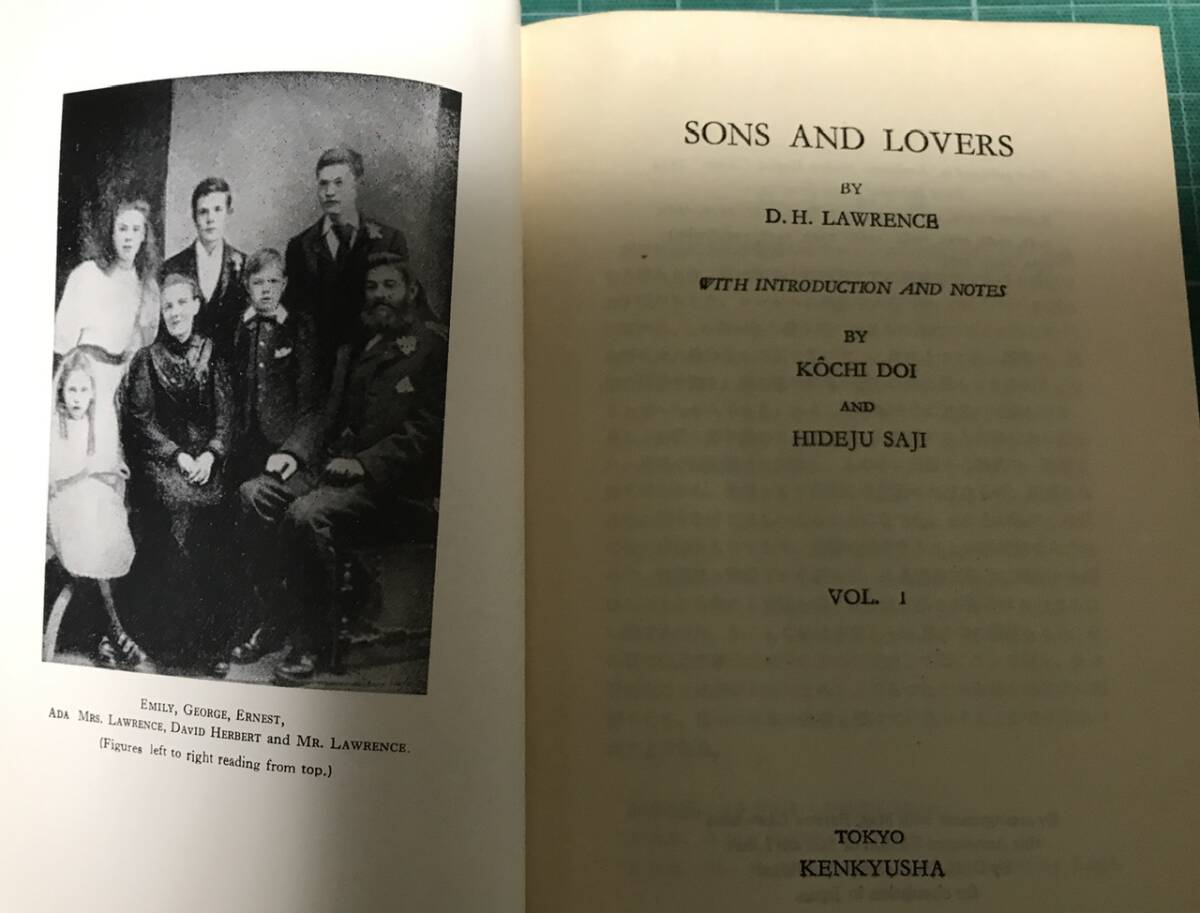 EMILY, GEORGE, ERNEST,
ADA MRS. LAWRENCE, DAVID HERBERT and MR. LAWRENCE.
(Figures left to right reading from top.)
SONS AND LOVERS
BY
D. H. LAWRENCE
WITH INTRODUCTION AND NOTES
BY
KÔCHI DOI
AND
HIDEJU SAJI
VOL. 1
TOKYO
KENKYUSHA